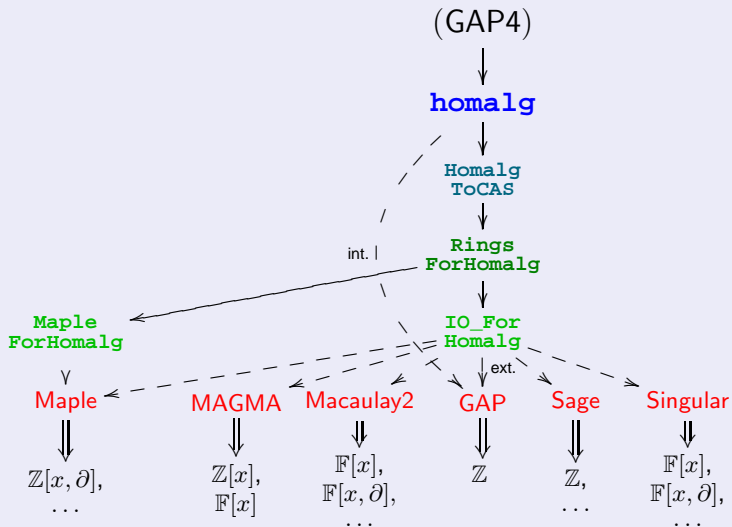 (GAP4)
homalg
Homalg
ToCAS
int.
Rings
ForHomalg
Maple
ForHomalg
IO_For
Homalg
ext.
Maple MAGMA Macaulay2 GAP Sage Singular
ℤ[x, ∂], ℤ[x], 𝔽[x], ℤ ℤ, 𝔽[x],
... 𝔽[x] 𝔽[x, ∂], ... 𝔽[x, ∂],
... ...